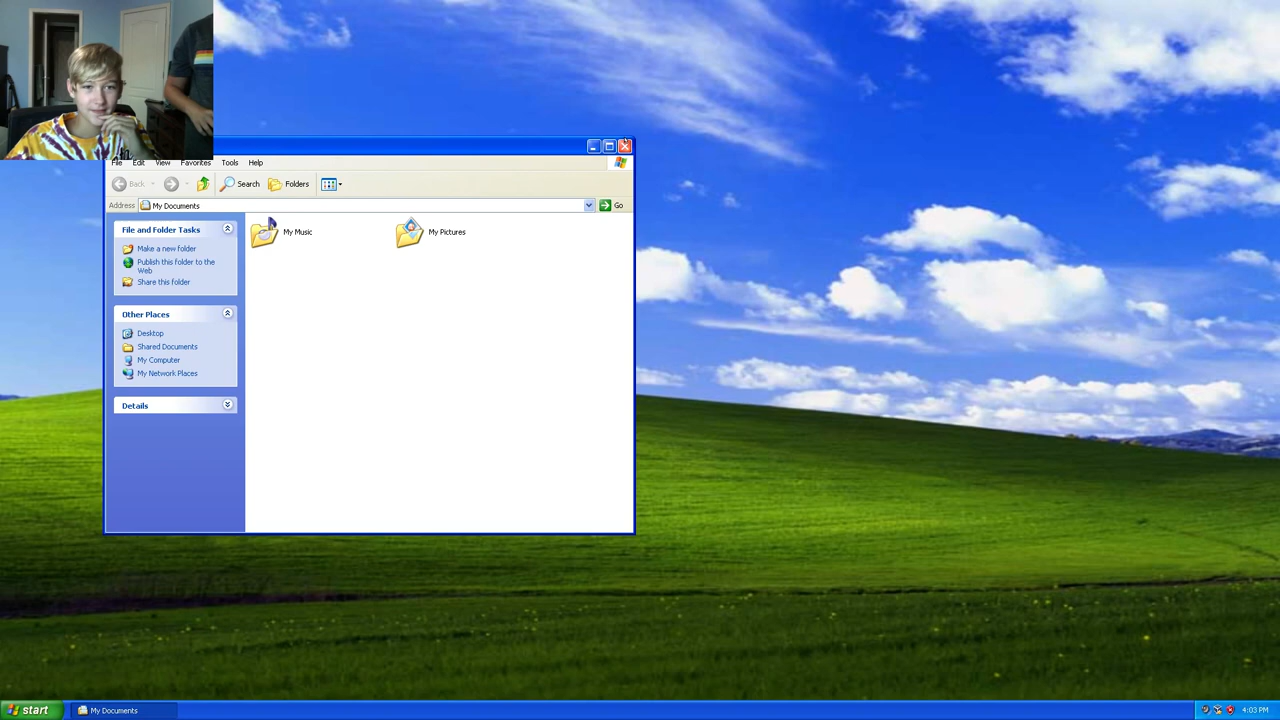 File Edit View Favorites Tools Help
Back Search Folders
Address My Documents Go
File and Folder Tasks
Make a new folder
Publish this folder to the
Web
Share this folder
Other Places
Desktop
Shared Documents
My Computer
My Network Places
Details
My Music My Pictures
start My Documents 4:03 PM